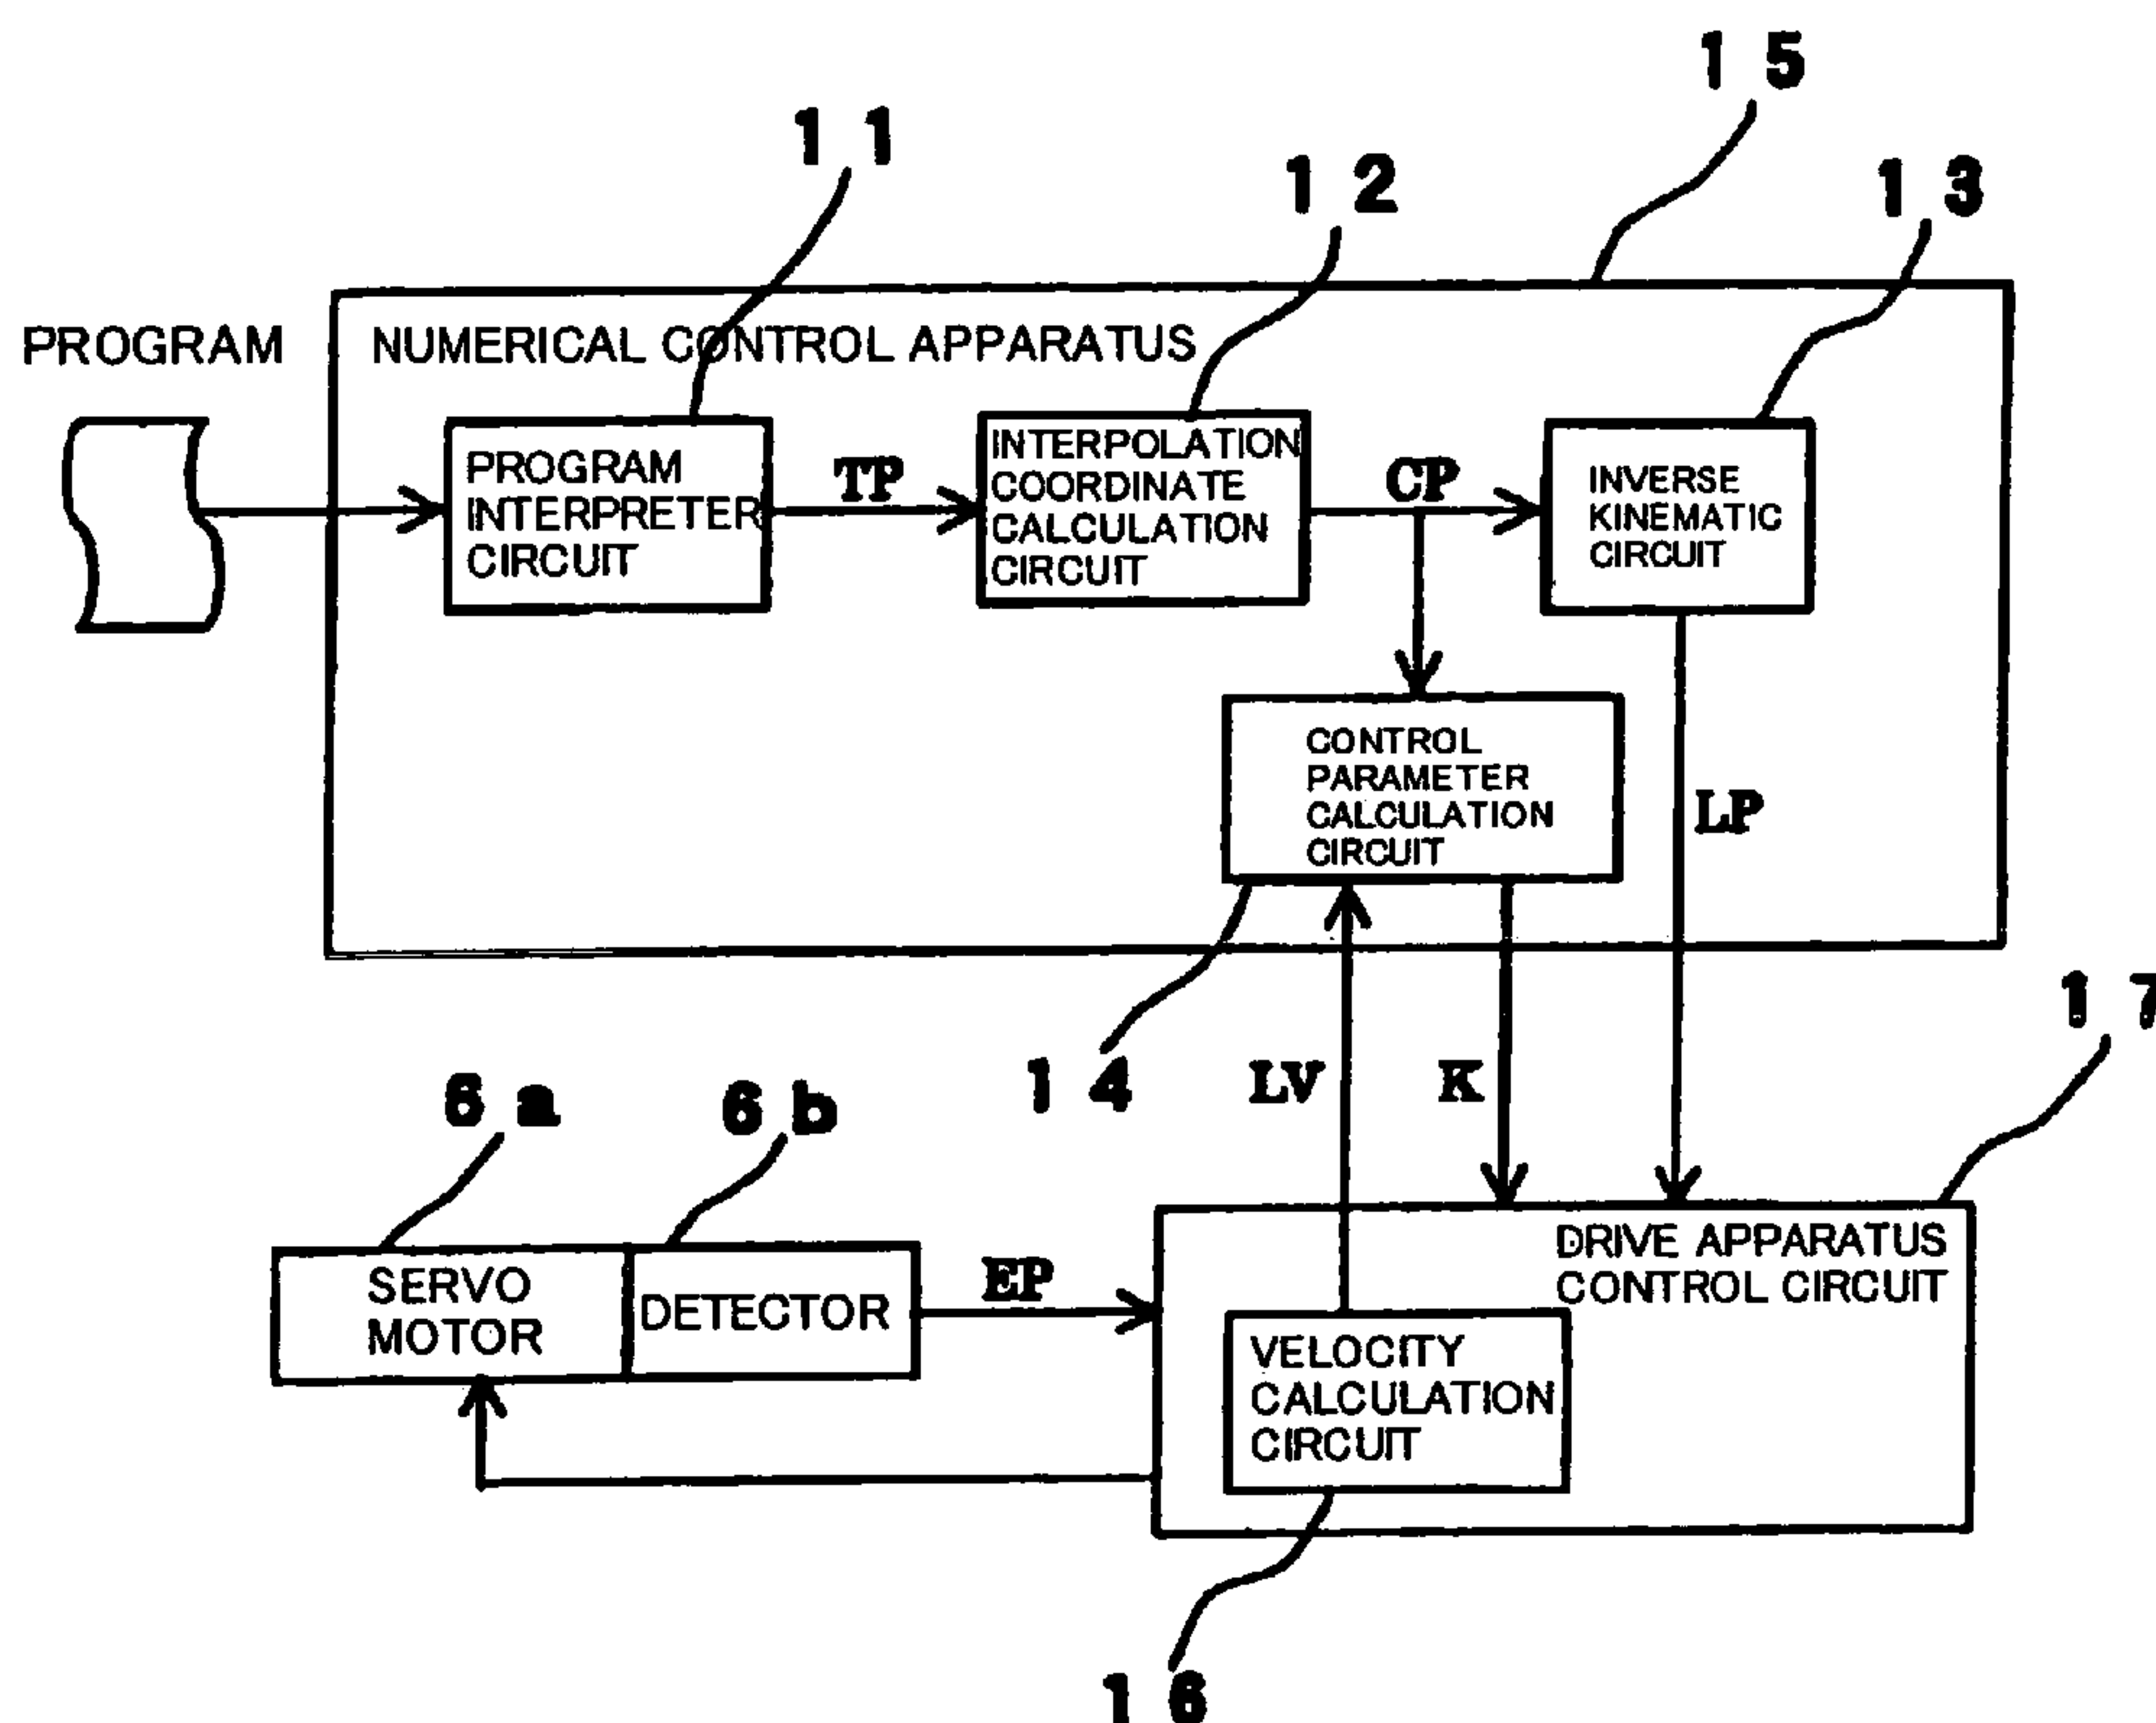 1 5
1 1
1 2
1 3
PROGRAM
NUMERICAL CONTROL APPARATUS
PROGRAM
INTERPRETER
CIRCUIT
TP
INTERPOLATION
COORDINATE
CALCULATION
CIRCUIT
CP
INVERSE
KINEMATIC
CIRCUIT
CONTROL
PARAMETER
CALCULATION
CIRCUIT
LP
1 4
LV
K
1 7
6 a
6 b
SERVO
MOTOR
DETECTOR
EP
DRIVE APPARATUS
CONTROL CIRCUIT
VELOCITY
CALCULATION
CIRCUIT
1 6